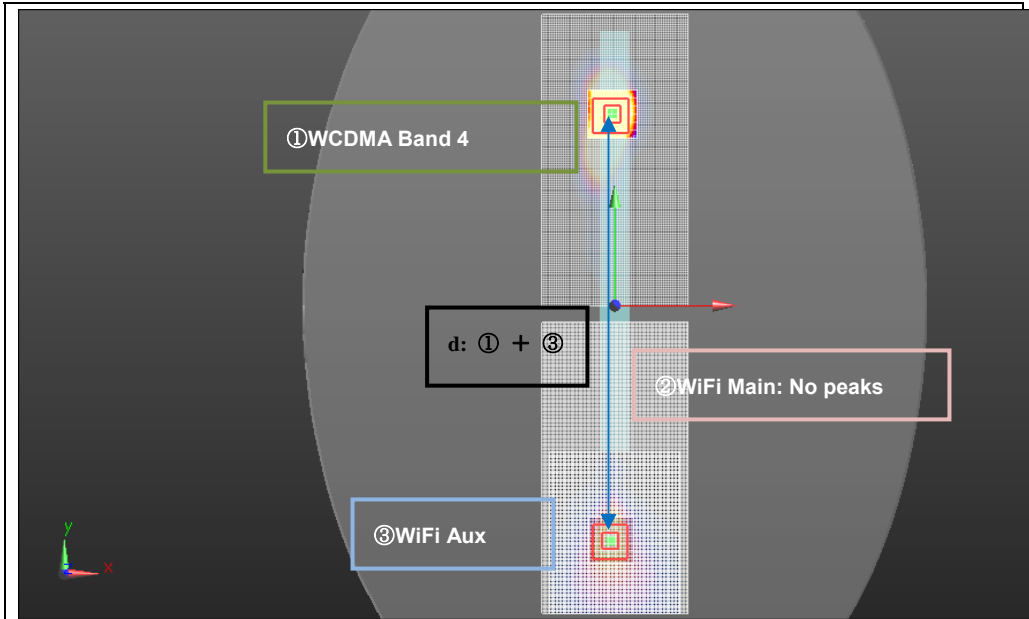 ①WCDMA Band 4
d: ① + ③
②WiFi Main: No peaks
③WiFi Aux
y
x